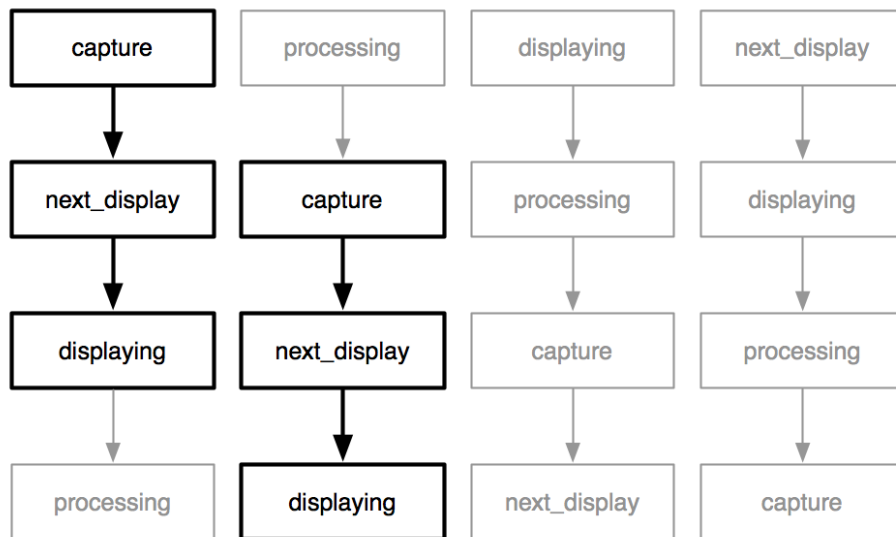 capture
processing
displaying
next_display
next_display
capture
processing
displaying
displaying
next_display
capture
processing
processing
displaying
next_display
capture